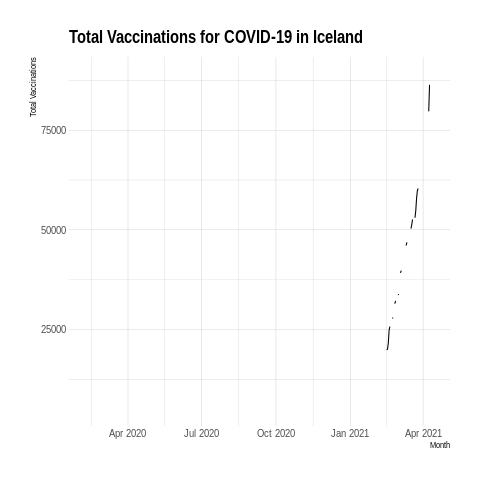 Total Vaccinations for COVID-19 in Iceland
Total Vaccinations
75000
50000
25000
Apr 2020 Jul 2020 Oct 2020 Jan 2021 Apr 2021
Month